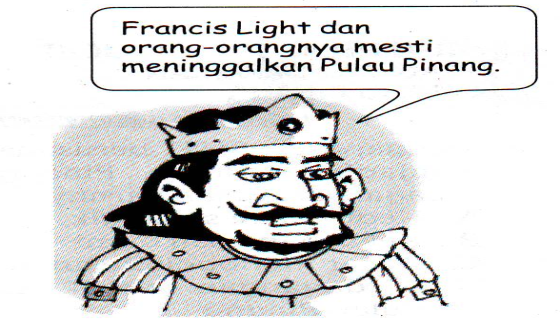 Francis Light dan
orang-orangnya mesti
meninggalkan Pulau Pinang.